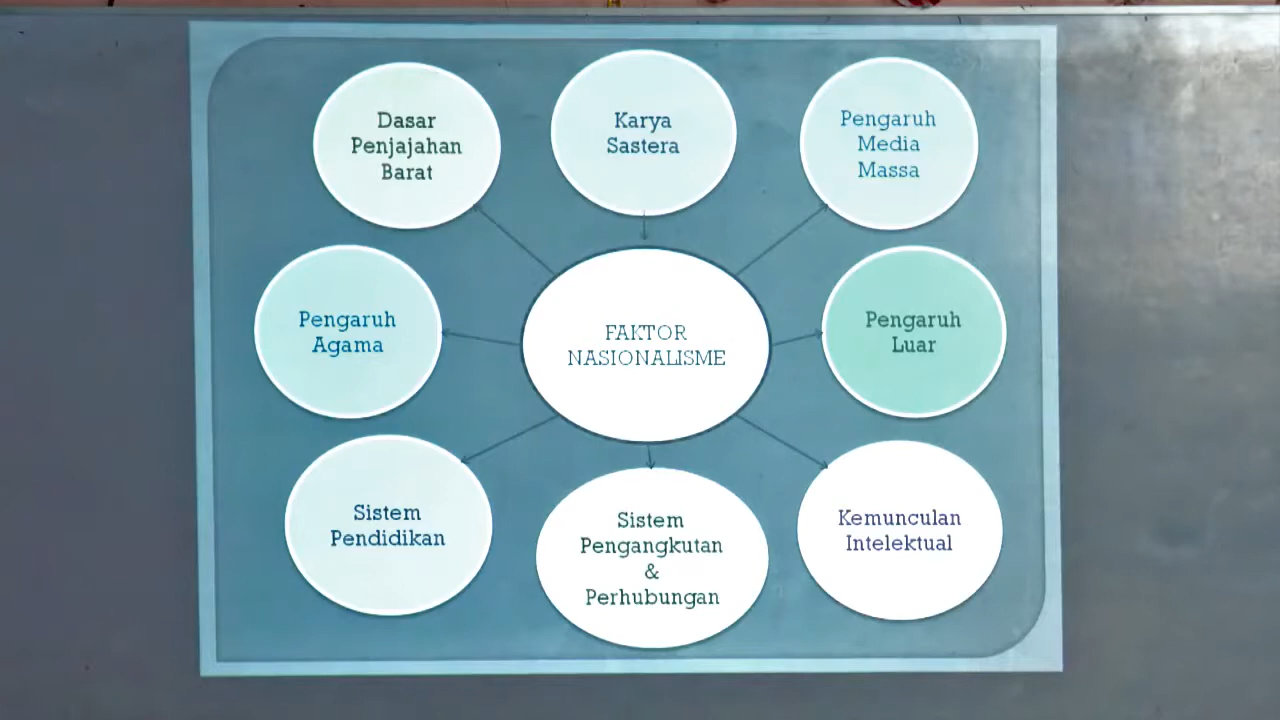 Dasar
Penjajahan
Barat
Karya
Sastera
Pengaruh
Media
Massa
Pengaruh
Agama
FAKTOR
NASIONALISME
Pengaruh
Luar
Sistem
Pendidikan
Sistem
Pengangkutan
&
Perhubungan
Kemunculan
Intelektual